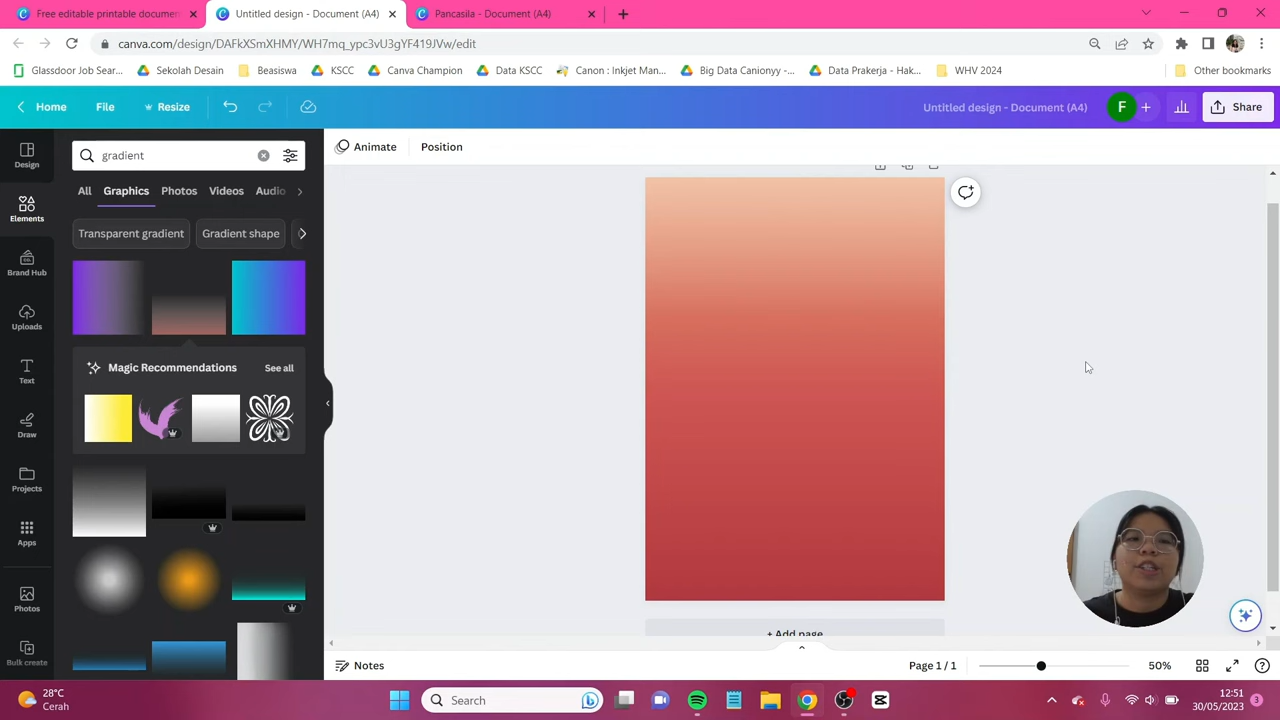 Free editable printable documen
Untitled design - Document (A4)
Pancasila - Document (A4)
canva.com/design/DAFkXSmXHMY/WH7mq_ypc3vU3gYF419JVw/edit
Glassdoor Job Sear...
Sekolah Desain
Beasiswa
KSCC
Canva Champion
Data KSCC
Canon : Inkjet Man...
Big Data Canionyy -...
Data Prakerja - Hak...
WHV 2024
Other bookmarks
Home
File
Resize
Untitled design - Document (A4)
F
Share
Design
Elements
Brand Hub
Uploads
Text
Draw
Projects
Apps
Photos
Bulk create
gradient
All
Graphics
Photos
Videos
Audio
Transparent gradient
Gradient shape
Magic Recommendations
See all
Animate
Position
+ Add page
Notes
Page 1 / 1
50%
28°C
Cerah
Search
12:51
30/05/2023
3